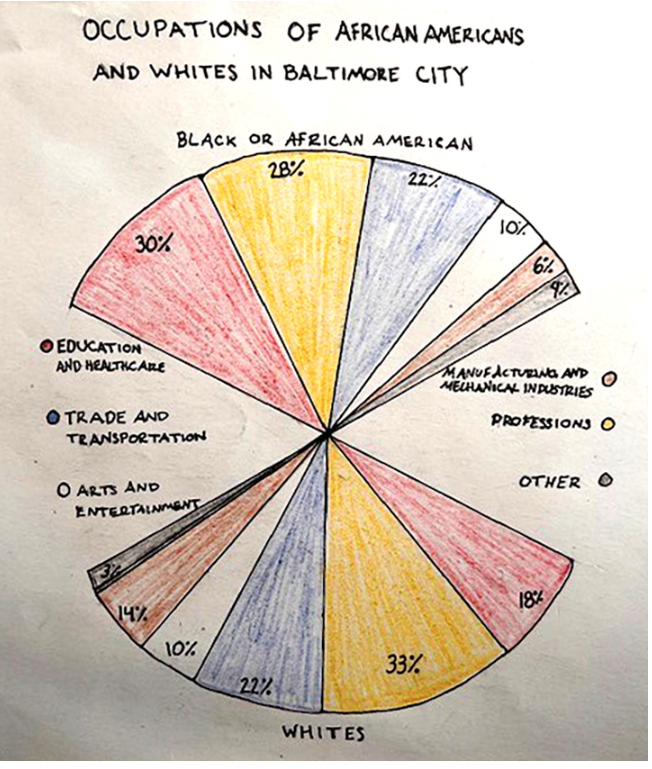 OCCUPATIONS OF AFRICAN AMERICANS
AND WHITES IN BALTIMORE CITY
BLACK OR AFRICAN AMERICAN
30%
28%
22%
10%
6%
4%
EDUCATION
AND HEALTHCARE
TRADE AND
TRANSPORTATION
ARTS AND
ENTERTAINMENT
MANUFACTURING AND
MECHANICAL INDUSTRIES
PROFESSIONS
OTHER
3%
14%
10%
22%
33%
18%
WHITES